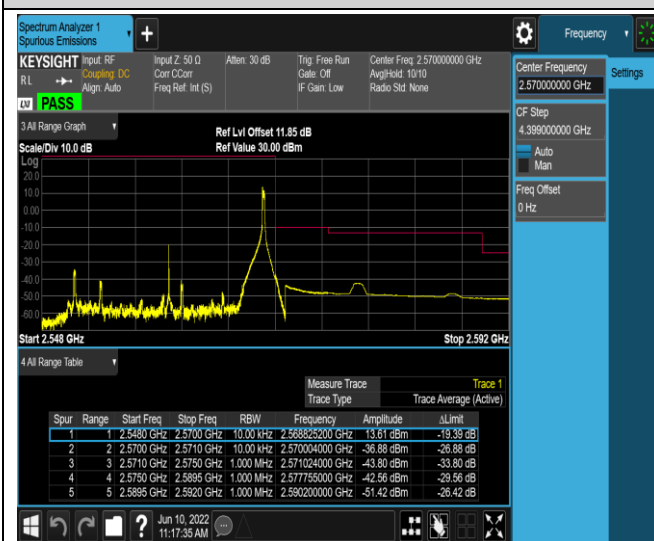 Spectrum Analyzer 1
Spurious Emissions
Frequency
KEYSIGHT
RL
Input: RF
Coupling: DC
Align: Auto
Input Z: 50 Ω
Corr CCorr
Freq Ref: Int (S)
Atten: 30 dB
Trig: Free Run
Gate: Off
IF Gain: Low
Center Freq: 2.570000000 GHz
Avg|Hold: 10/10
Radio Std: None
PASS
3 All Range Graph
Ref Lvl Offset 11.85 dB
Scale/Div 10.0 dB
Ref Value 30.00 dBm
Log
20.0
10.0
0.00
-10.0
-20.0
-30.0
-40.0
-50.0
-60.0
Start 2.548 GHz
Stop 2.592 GHz
4 All Range Table
Measure Trace Trace 1
Trace Type Trace Average (Active)
Spur Range Start Freq Stop Freq RBW Frequency Amplitude ΔLimit
1 1 2.5480 GHz 2.5700 GHz 10.00 kHz 2.568825200 GHz 13.61 dBm -19.39 dB
2 2 2.5700 GHz 2.5710 GHz 10.00 kHz 2.570004000 GHz -36.88 dBm -26.88 dB
3 3 2.5710 GHz 2.5750 GHz 1.000 MHz 2.571024000 GHz -43.80 dBm -33.80 dB
4 4 2.5750 GHz 2.5895 GHz 1.000 MHz 2.577755000 GHz -42.56 dBm -29.56 dB
5 5 2.5895 GHz 2.5920 GHz 1.000 MHz 2.590200000 GHz -51.42 dBm -26.42 dB
Center Frequency
2.570000000 GHz
Settings
CF Step
4.399000000 GHz
Auto
Man
Freq Offset
0 Hz
Jun 10, 2022
11:17:35 AM